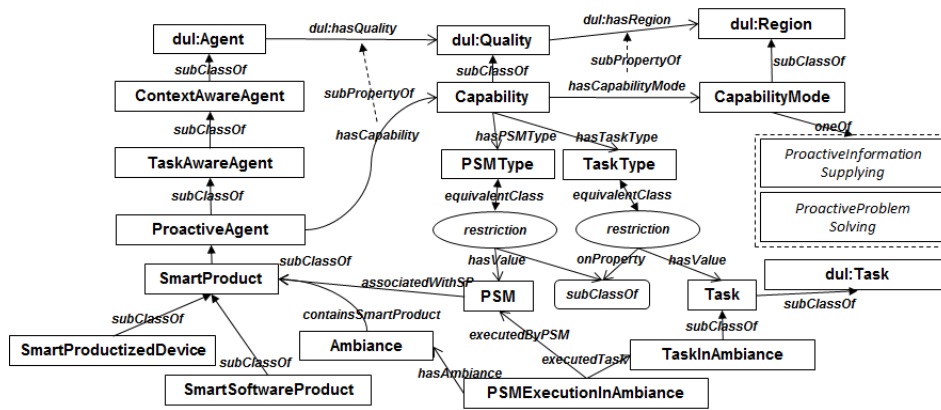 dul:hasQuality
dul:hasRegion
dul:Region
dul:Agent
dul:Quality
subClassOf
subClassOf
subPropertyOf
subClassOf
ContextAwareAgent
subPropertyOf
Capability
hasCapabilityMode
CapabilityMode
subClassOf
hasCapability
hasPSMType
hasTaskType
oneOf
TaskAwareAgent
PSMType
TaskType
ProactiveInformation
Supplying
subClassOf
equivalentClass
equivalentClass
ProactiveProblem
Solving
ProactiveAgent
restriction
restriction
subClassOf
hasValue
onProperty
hasValue
SmartProduct
associatedWithSP
PSM
subClassOf
Task
dul:Task
subClassOf
subClassOf
containsSmartProduct
executedByPSM
subClassOf
SmartProductizedDevice
subClassOf
Ambiance
executedTask
TaskInAmbiance
hasAmbiance
SmartSoftwareProduct
PSMExecutionInAmbiance